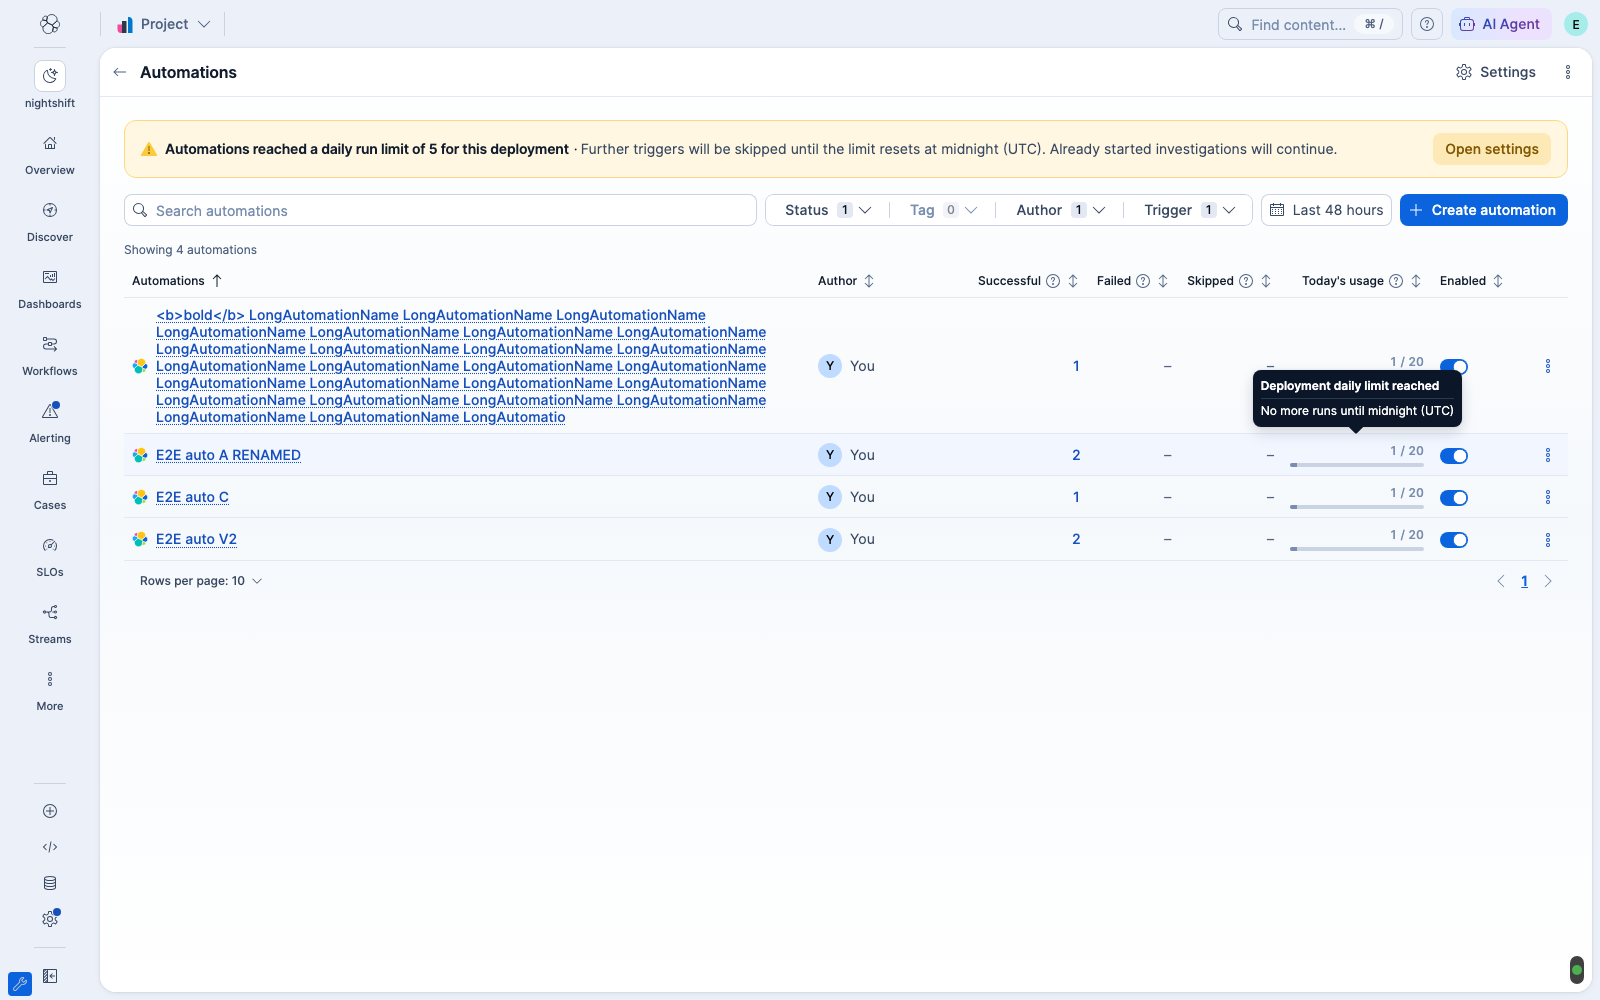 Project
Find content...
⌘ /
AI Agent
E
nightshift
Overview
Discover
Dashboards
Workflows
Alerting
Cases
SLOs
Streams
More
Automations
Settings
Automations reached a daily run limit of 5 for this deployment · Further triggers will be skipped until the limit resets at midnight (UTC). Already started investigations will continue.
Open settings
Search automations
Status 1
Tag 0
Author 1
Trigger 1
Last 48 hours
Create automation
Showing 4 automations
Automations Author Successful Failed Skipped Today's usage Enabled
<b>bold</b> LongAutomationName LongAutomationName LongAutomationName
LongAutomationName LongAutomationName LongAutomationName LongAutomationName
LongAutomationName LongAutomationName LongAutomationName LongAutomationName
LongAutomationName LongAutomationName LongAutomationName LongAutomationName
LongAutomationName LongAutomationName LongAutomationName LongAutomationName
LongAutomationName LongAutomationName LongAutomationName LongAutomationName
LongAutomationName LongAutomationName LongAutomatio
Y You 1 – – 1 / 20
Deployment daily limit reached
No more runs until midnight (UTC)
E2E auto A RENAMED Y You 2 – – 1 / 20
E2E auto C Y You 1 – – 1 / 20
E2E auto V2 Y You 2 – – 1 / 20
Rows per page: 10
1